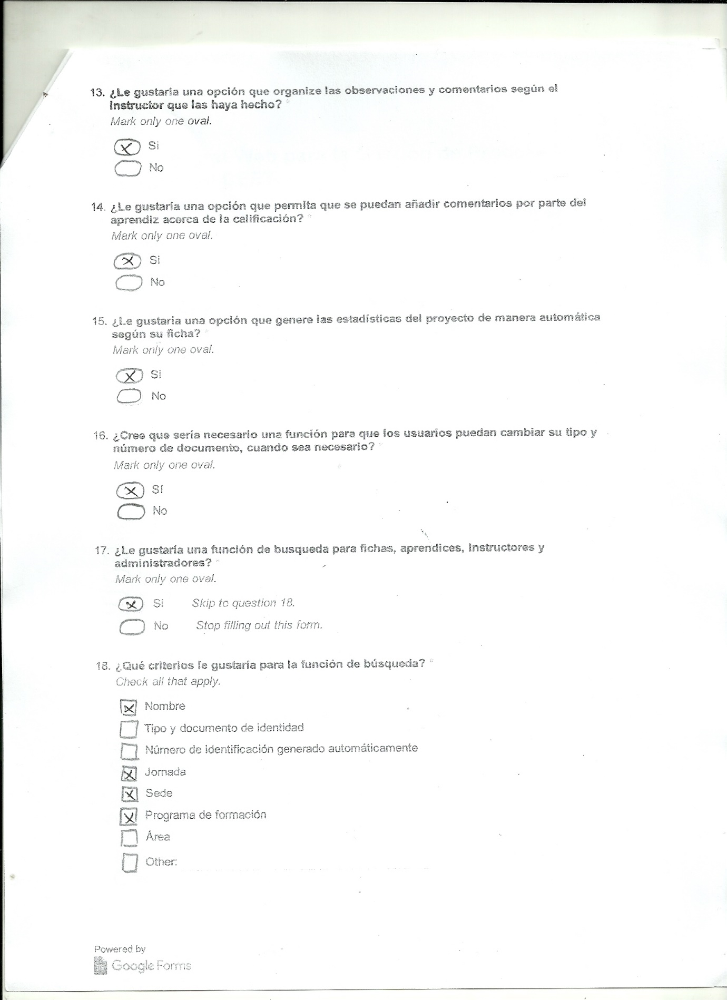 13. ¿Le gustaría una opción que organize las observaciones y comentarios según el
instructor que las haya hecho? *
Mark only one oval.
X Si
No
14. ¿Le gustaría una opción que permita que se puedan añadir comentarios por parte del
aprendiz acerca de la calificación? *
Mark only one oval.
X Si
No
15. ¿Le gustaría una opción que genere las estadísticas del proyecto de manera automática
según su ficha? *
Mark only one oval.
X Si
No
16. ¿Cree que sería necesario una función para que los usuarios puedan cambiar su tipo y
número de documento, cuando sea necesario? *
Mark only one oval.
X Sí
No
17. ¿Le gustaría una función de busqueda para fichas, aprendices, instructores y
administradores? *
Mark only one oval.
X Si Skip to question 18.
No Stop filling out this form.
18. ¿Qué criterios le gustaría para la función de búsqueda? *
Check all that apply.
X Nombre
Tipo y documento de identidad
Número de identificación generado automáticamente
X Jornada
X Sede
X Programa de formación
Área
Other:
Powered by
Google Forms